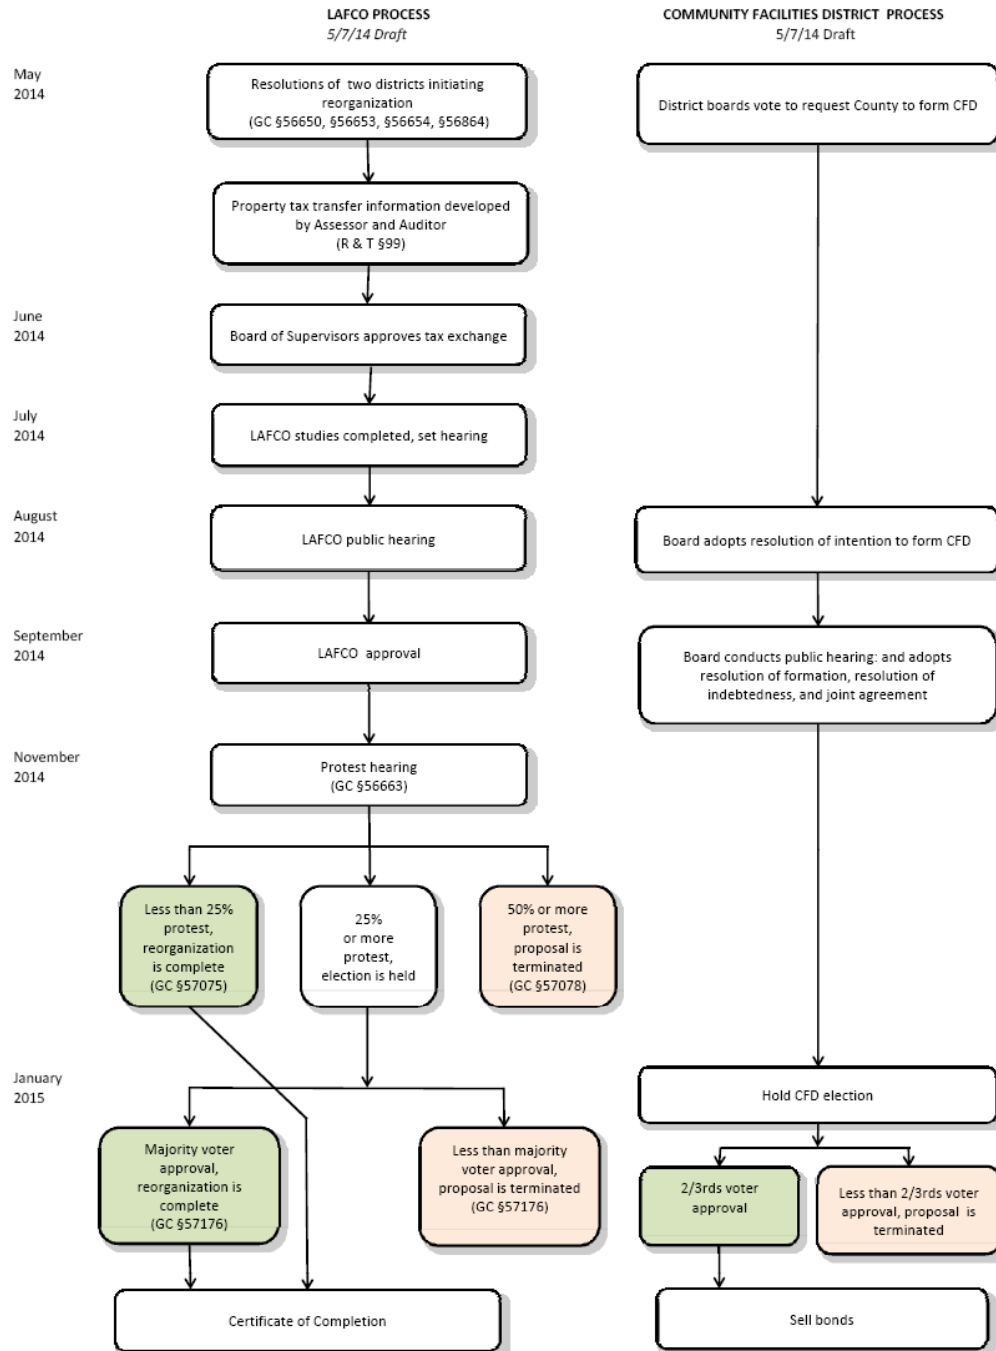 LAFCO PROCESS
5/7/14 Draft
COMMUNITY FACILITIES DISTRICT PROCESS
5/7/14 Draft
May
2014
Resolutions of two districts initiating
reorganization
(GC §56650, §56653, §56654, §56864)
District boards vote to request County to form CFD
Property tax transfer information developed
by Assessor and Auditor
(R & T §99)
June
2014
Board of Supervisors approves tax exchange
July
2014
LAFCO studies completed, set hearing
August
2014
LAFCO public hearing
Board adopts resolution of intention to form CFD
September
2014
LAFCO approval
Board conducts public hearing: and adopts
resolution of formation, resolution of
indebtedness, and joint agreement
November
2014
Protest hearing
(GC §56663)
Less than 25%
protest,
reorganization
is complete
(GC §57075)
25%
or more
protest,
election is held
50% or more
protest,
proposal is
terminated
(GC §57078)
January
2015
Hold CFD election
Majority voter
approval,
reorganization is
complete
(GC §57176)
Less than majority
voter approval,
proposal is terminated
(GC §57176)
2/3rds voter
approval
Less than 2/3rds voter
approval, proposal is
terminated
Certificate of Completion
Sell bonds